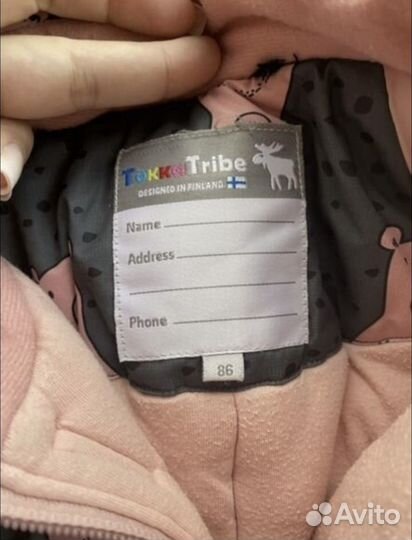 TokkaTribe
DESIGNED IN FINLAND
Name
Address
Phone
86
Avito